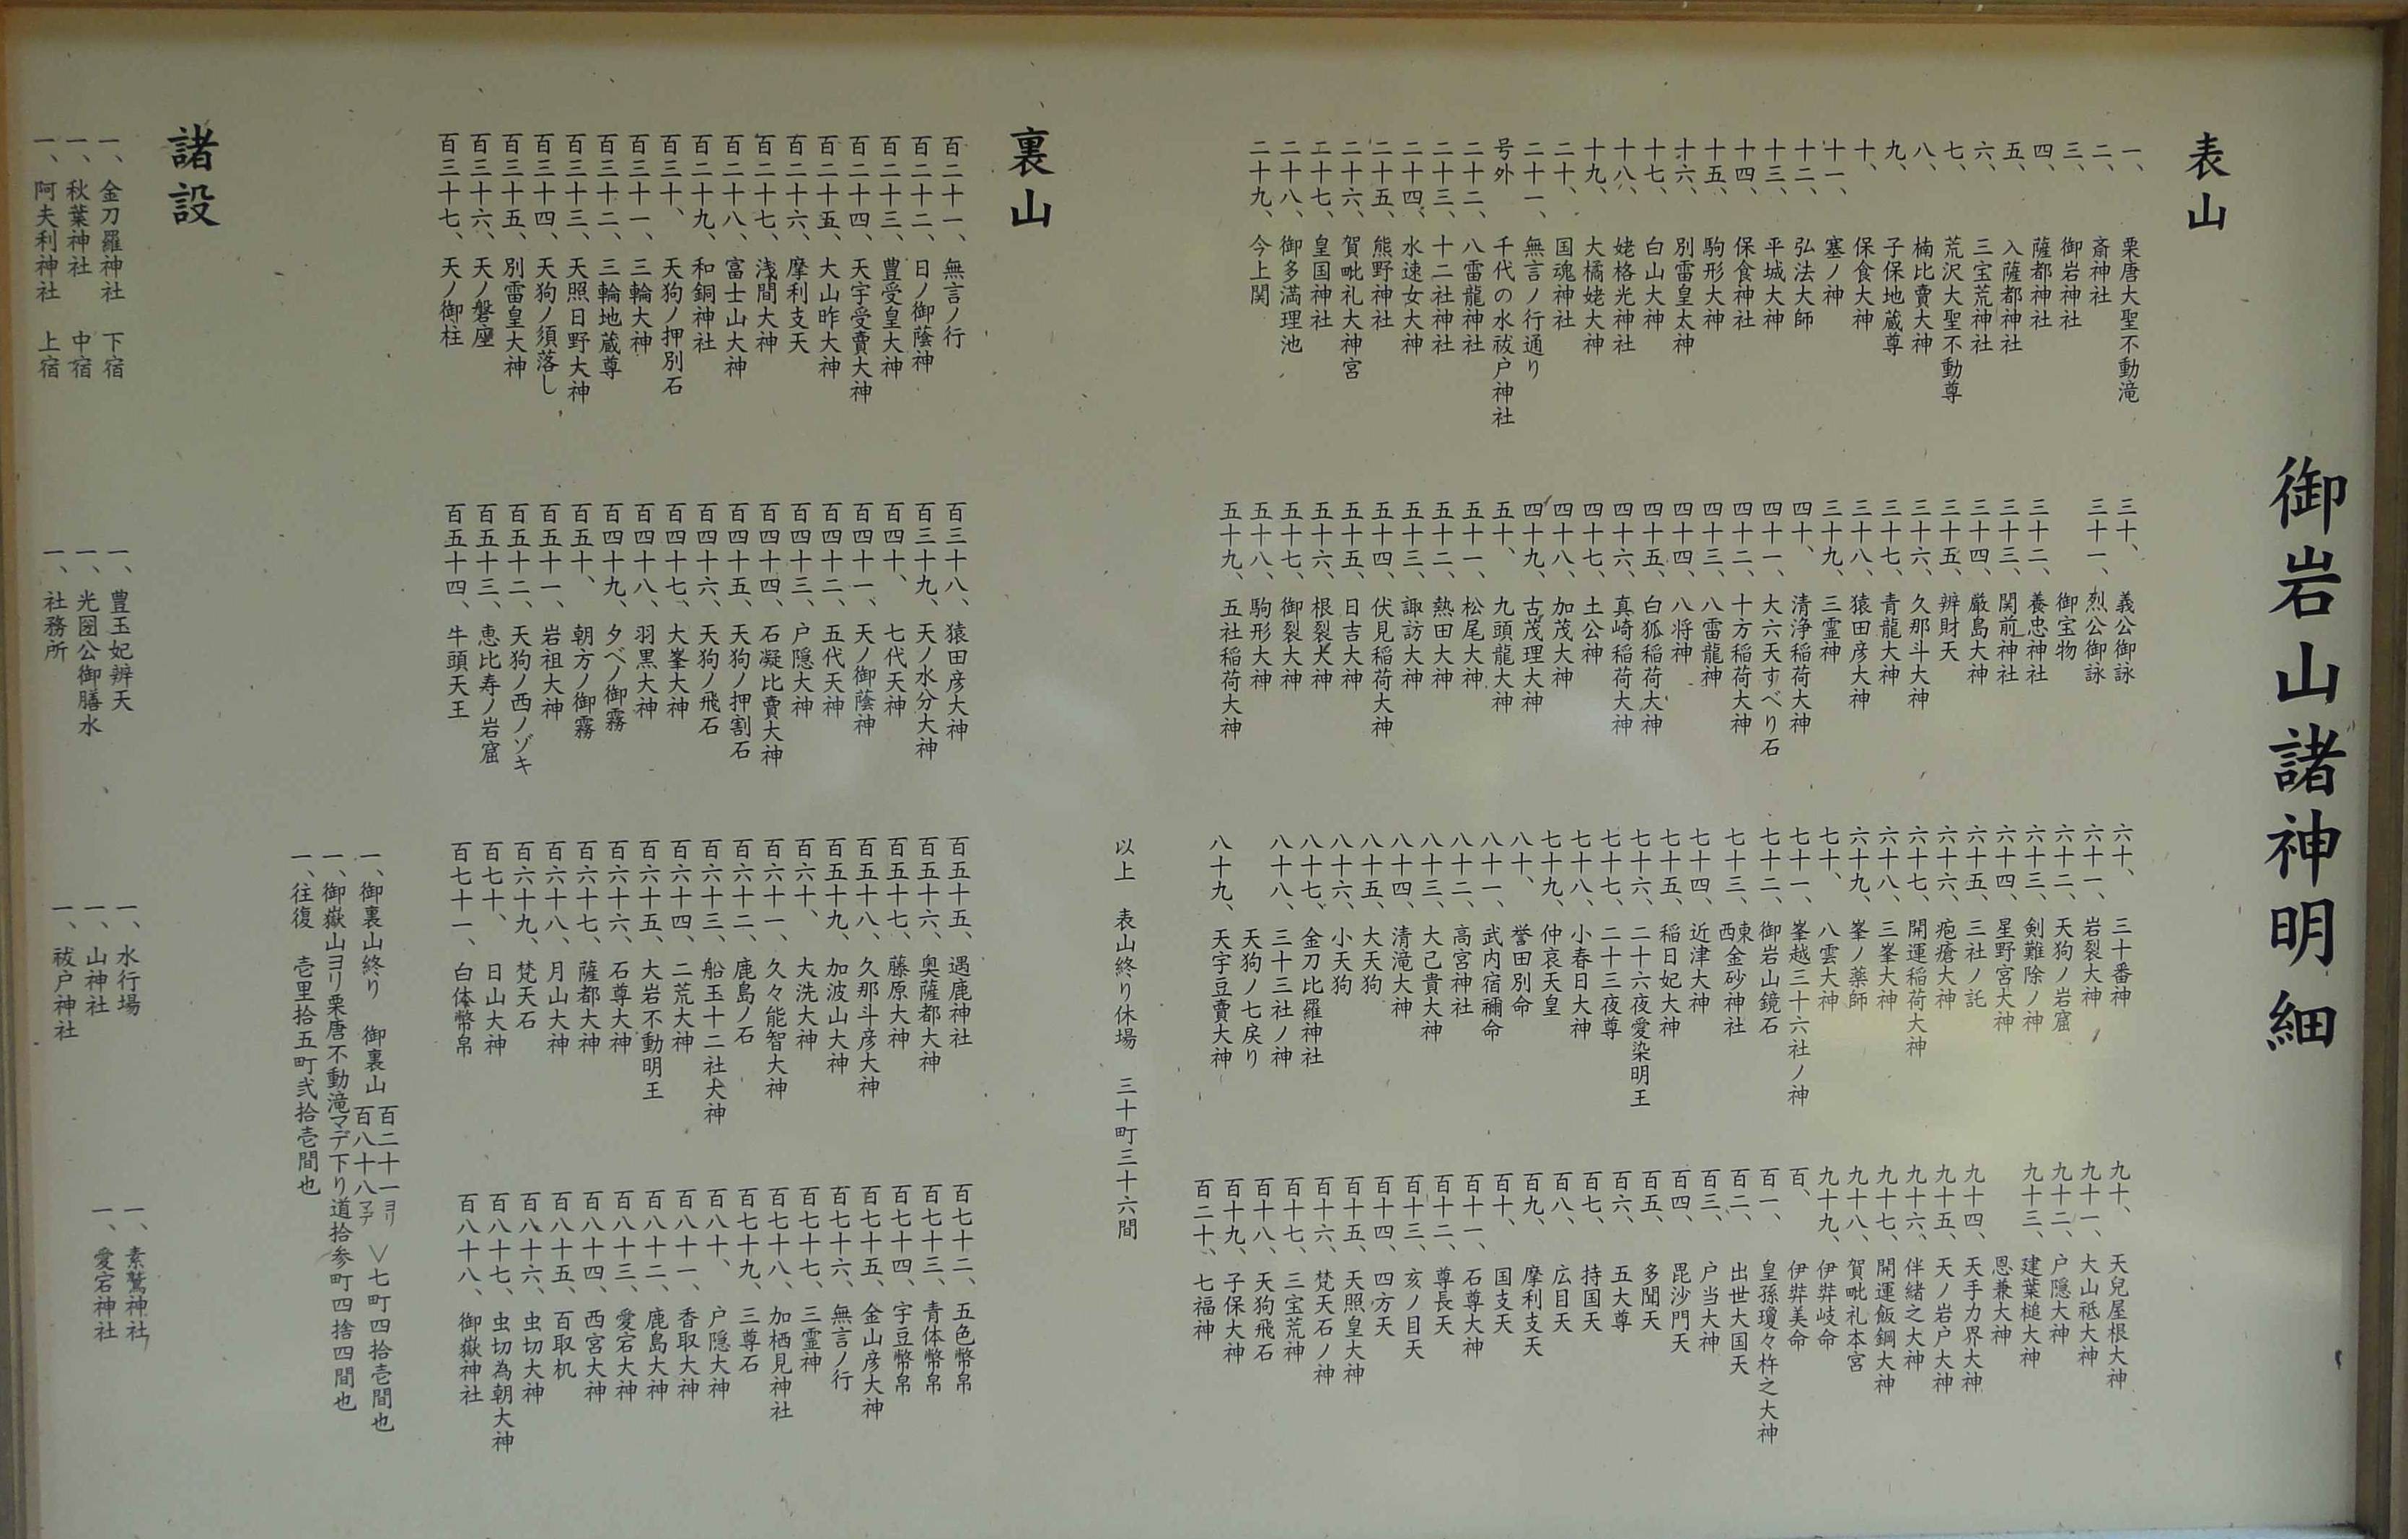 御岩山諸神明細
表山
一、栗唐大聖不動滝
二、斎神社
三、御岩神社
四、薩都神社
五、入薩都神社
六、三宝荒神社
七、荒沢大聖不動尊
八、楠比賣大神
九、子保地蔵尊
十、保食大神
十一、塞ノ神
十二、弘法大師
十三、平城大神
十四、保食神社
十五、駒形大神
十六、別雷皇太神
十七、白山大神
十八、姥格光神社
十九、大橘姥大神
二十、国魂神社
二十一、無言ノ行通り
号外 千代の水祓戸神社
二十二、八雷龍神社
二十三、十二社神社
二十四、水速女大神
二十五、熊野神社
二十六、賀毗礼大神宮
二十七、皇国神社
二十八、御多満理池
二十九、今上関
三十、義公御詠
三十一、烈公御詠
御宝物
三十二、養忠神社
三十三、関前神社
三十四、厳島大神
三十五、辨財天
三十六、久那斗大神
三十七、青龍大神
三十八、猿田彦大神
三十九、三霊神
四十、清浄稲荷大神
四十一、大六天すべり石
四十二、十方稲荷大神
四十三、八雷龍神
四十四、八将神
四十五、白狐稲荷大神
四十六、真崎稲荷大神
四十七、土公神
四十八、加茂大神
四十九、古茂理大神
五十、九頭龍大神
五十一、松尾大神
五十二、熱田大神
五十三、諏訪大神
五十四、伏見稲荷大神
五十五、日吉大神
五十六、根裂大神
五十七、御裂大神
五十八、駒形大神
五十九、五社稲荷大神
六十、三十番神
六十一、岩裂大神
六十二、天狗ノ岩窟
六十三、剣難除ノ神
六十四、星野宮大神
六十五、三社ノ託
六十六、疱瘡大神
六十七、開運稲荷大神
六十八、三峯大神
六十九、峯ノ薬師
七十、八雲大神
七十一、峯越三十六社ノ神
七十二、御岩山鏡石
七十三、東西金砂神社
七十四、近津大神
七十五、稲日妃大神
七十六、二十六夜愛染明王
七十七、二十三夜尊
七十八、小春日大神
七十九、仲哀天皇
八十、誉田別命
八十一、武内宿禰命
八十二、高宮神社
八十三、大己貴大神
八十四、清滝大神
八十五、大天狗
八十六、小天狗
八十七、金刀比羅神社
八十八、三十三社ノ神
天狗ノ七戻り
八十九、天宇豆賣大神
九十、天兒屋根大神
九十一、大山祇大神
九十二、戸隠大神
九十三、建葉槌大神
恩兼大神
九十四、天手力界大神
九十五、天ノ岩戸大神
九十六、伴緒之大神
九十七、開運飯鋼大神
九十八、賀毗礼本宮
九十九、伊弉岐命
百、伊弉美命
百一、皇孫瓊々杵之大神
百二、出世大国天
百三、戸当大神
百四、毘沙門天
百五、多聞天
百六、五大尊
百七、持国天
百八、広目天
百九、摩利支天
百十、国支天
百十一、石尊大神
百十二、尊長天
百十三、亥ノ目天
百十四、四方天
百十五、天照皇大神
百十六、梵天石ノ神
百十七、三宝荒神
百十八、天狗飛石
百十九、子保大神
百二十、七福神
以上 表山終り休場 三十町三十六間
裏山
百二十一、無言ノ行
百二十二、日ノ御蔭神
百二十三、豊受皇大神
百二十四、天宇受賣大神
百二十五、大山昨大神
百二十六、摩利支天
百二十七、浅間大神
百二十八、富士山大神
百二十九、和銅神社
百三十、天狗ノ押別石
百三十一、三輪大神
百三十二、三輪地蔵尊
百三十三、天照日野大神
百三十四、天狗ノ須落し
百三十五、別雷皇大神
百三十六、天ノ磐座
百三十七、天ノ御柱
百三十八、猿田彦大神
百三十九、天ノ水分大神
百四十、七代天神
百四十一、天ノ御蔭神
百四十二、五代天神
百四十三、戸隠大神
百四十四、石凝比賣大神
百四十五、天狗ノ押割石
百四十六、天狗ノ飛石
百四十七、大峯大神
百四十八、羽黒大神
百四十九、夕べノ御霧
百五十、朝方ノ御霧
百五十一、岩祖大神
百五十二、天狗ノ西ノゾキ
百五十三、恵比寿ノ岩窟
百五十四、牛頭天王
百五十五、遇鹿神社
百五十六、奥薩都大神
百五十七、藤原大神
百五十八、久那斗彦大神
百五十九、加波山大神
百六十、大洗大神
百六十一、久々能智大神
百六十二、鹿島ノ石
百六十三、船玉十二社大神
百六十四、二荒大神
百六十五、大岩不動明王
百六十六、石尊大神
百六十七、薩都大神
百六十八、月山大神
百六十九、梵天石
百七十、日山大神
百七十一、白体幣帛
百七十二、五色幣帛
百七十三、青体幣帛
百七十四、宇豆幣帛
百七十五、金山彦大神
百七十六、無言ノ行
百七十七、三霊神
百七十八、加栖見神社
百七十九、三尊石
百八十、戸隠大神
百八十一、香取大神
百八十二、鹿島大神
百八十三、愛宕大神
百八十四、西宮大神
百八十五、百取机
百八十六、虫切大神
百八十七、虫切為朝大神
百八十八、御嶽神社
一、御裏山終り 御裏山 百二十一ヨリ百八十八マデ＞七町四拾壱間也
一、御嶽山ヨリ栗唐不動滝マデ下り道拾参町四捨四間也
一、往復 壱里拾五町弐拾壱間也
諸設
一、金刀羅神社 下宿
一、秋葉神社 中宿
一、阿夫利神社 上宿
一、豊玉妃辨天
一、光圀公御膳水
一、社務所
一、水行場
一、山神社
一、祓戸神社
一、素鵞神社
一、愛宕神社